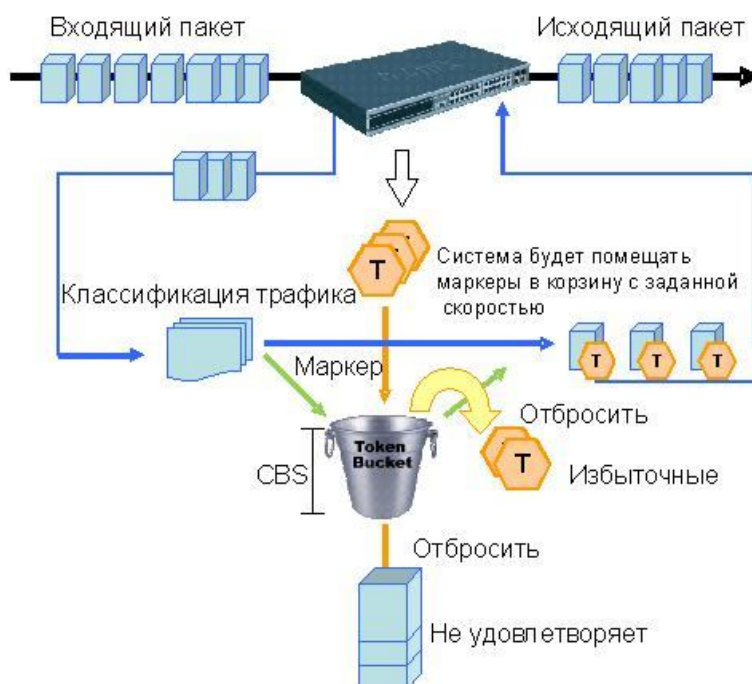 Входящий пакет
Исходящий пакет
T
Система будет помещать
маркеры в корзину с заданной
скоростью
Классификация трафика
T
T
T
Маркер
Отбросить
Token
Bucket
CBS
T
Избыточные
Отбросить
Не удовлетворяет